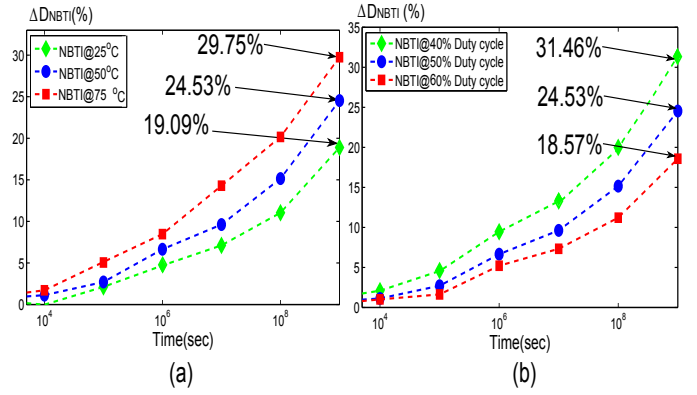 ΔDNBTI(%)
NBTI@25°C
NBTI@50°C
NBTI@75 °C
29.75%
24.53%
19.09%
30
25
20
15
10
5
0
10^4
10^6
10^8
Time(sec)
(a)
ΔDNBTI (%)
NBTI@40% Duty cycle
NBTI@50% Duty cycle
NBTI@60% Duty cycle
31.46%
24.53%
18.57%
35
30
25
20
15
10
5
0
10^4
10^6
10^8
Time(sec)
(b)